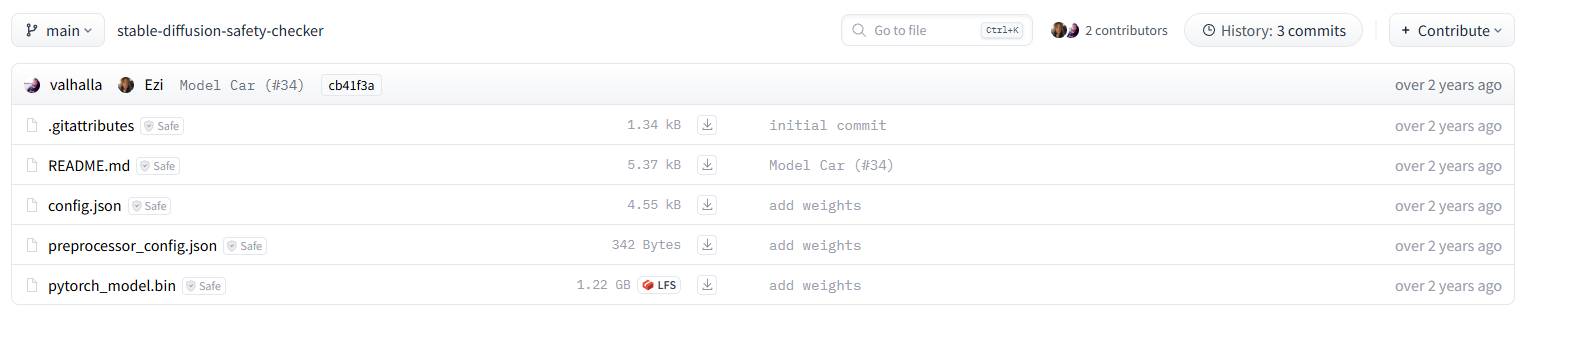 main stable-diffusion-safety-checker Go to file Ctrl+K 2 contributors History: 3 commits + Contribute
valhalla Ezi Model Car (#34) cb41f3a over 2 years ago
.gitattributes Safe 1.34 kB initial commit over 2 years ago
README.md Safe 5.37 kB Model Car (#34) over 2 years ago
config.json Safe 4.55 kB add weights over 2 years ago
preprocessor_config.json Safe 342 Bytes add weights over 2 years ago
pytorch_model.bin Safe 1.22 GB LFS add weights over 2 years ago